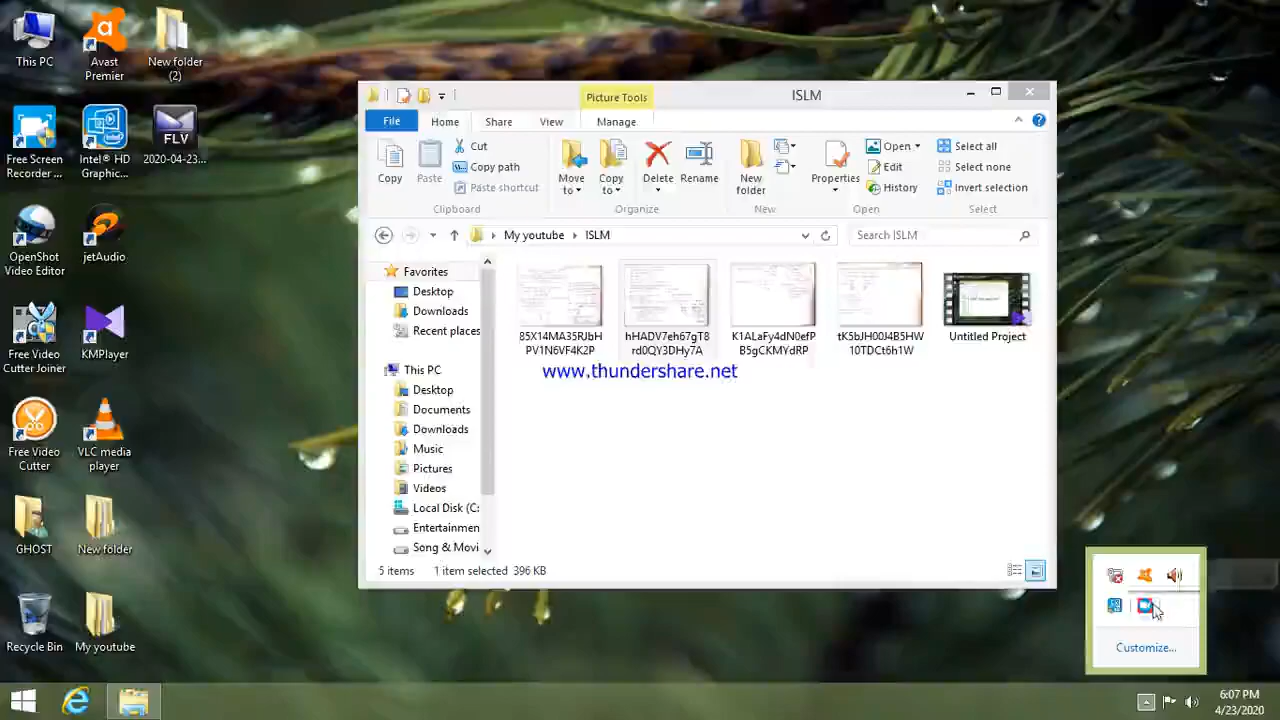 This PC
Avast
Premier
New folder
(2)
Free Screen
Recorder ...
Intel® HD
Graphic...
FLV
2020-04-23...
OpenShot
Video Editor
jetAudio
Free Video
Cutter Joiner
KMPlayer
Free Video
Cutter
VLC media
player
GHOST
New folder
Recycle Bin
My youtube
Picture Tools
ISLM
File
Home
Share
View
Manage
Copy
Paste
Cut
Copy path
Paste shortcut
Clipboard
Move
to
Copy
to
Delete
Rename
Organize
New
folder
New
Properties
Open
Edit
History
Open
Select all
Select none
Invert selection
Select
My youtube
ISLM
Search ISLM
Favorites
Desktop
Downloads
Recent places
This PC
Desktop
Documents
Downloads
Music
Pictures
Videos
Local Disk (C:
Entertainmen
Song & Movi
85X14MA35RJbH
PV1N6VF4K2P
hHADV7eh67gT8
rd0QY3DHy7A
K1ALaFy4dN0efP
B5gCKMYdRP
tK5bJH00J4B5HW
10TDCt6h1W
Untitled Project
www.thundershare.net
5 items
1 item selected 396 KB
Customize...
6:07 PM
4/23/2020